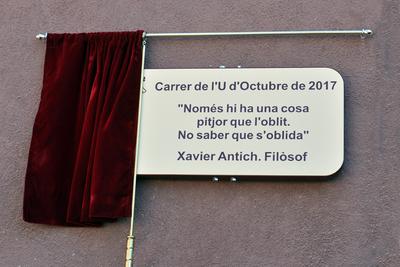 Carrer de l'U d'Octubre de 2017
"Només hi ha una cosa
pitjor que l'oblit.
No saber que s'oblida"
Xavier Antich. Filòsof